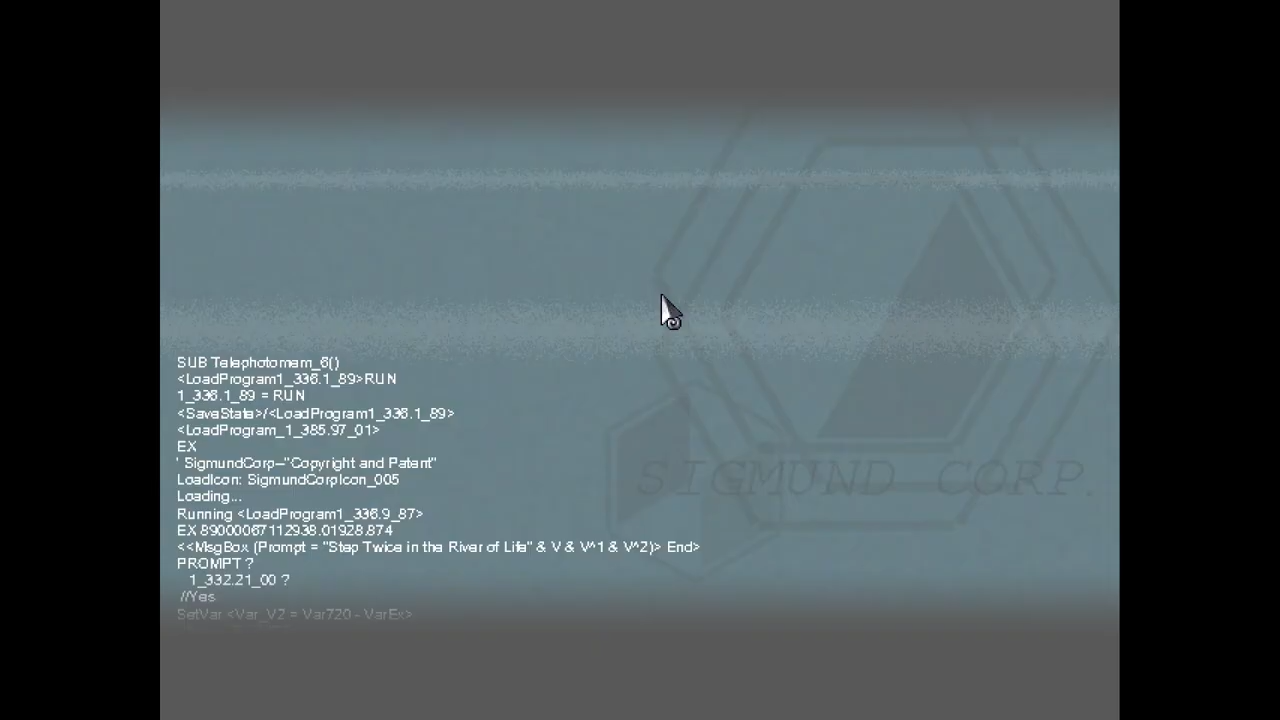 SUB Telephotomem_6()
<LoadProgram1_336.1_89>RUN
1_336.1_89 = RUN
<SaveState>/<LoadProgram1_336.1_89>
<LoadProgram_1_385.97_01>
EX
' SigmundCorp–"Copyright and Patent"
LoadIcon: SigmundCorpIcon_005
Loading...
Running <LoadProgram1_336.9_87>
EX 89000067112938.01928.874
<<MsgBox (Prompt = "Step Twice in the River of Life" & V & V^1 & V^2)> End>
PROMPT ?
1_332.21_00 ?
//Yes
SetVar <Var_V2 = Var720 - VarEx>
SIGMUND CORP.